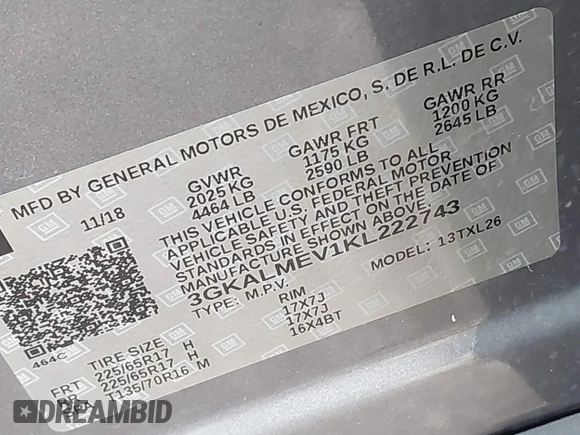 MFD BY GENERAL MOTORS DE MEXICO, S. DE R.L. DE C.V.
11/18 GVWR GAWR FRT GAWR RR
2025 KG 1175 KG 1200 KG
4464 LB 2590 LB 2645 LB
THIS VEHICLE CONFORMS TO ALL
APPLICABLE U.S. FEDERAL MOTOR
VEHICLE SAFETY AND THEFT PREVENTION
STANDARDS IN EFFECT ON THE DATE OF
MANUFACTURE SHOWN ABOVE.
3GKALMEV1KL222743
TYPE: M.P.V. MODEL: 13TXL26
464C
TIRE SIZE RIM
FRT 225/65R17 H 17X7J
RR 225/65R17 H 17X7J
T135/70R16 M 16X4BT
GM
DREAMBID